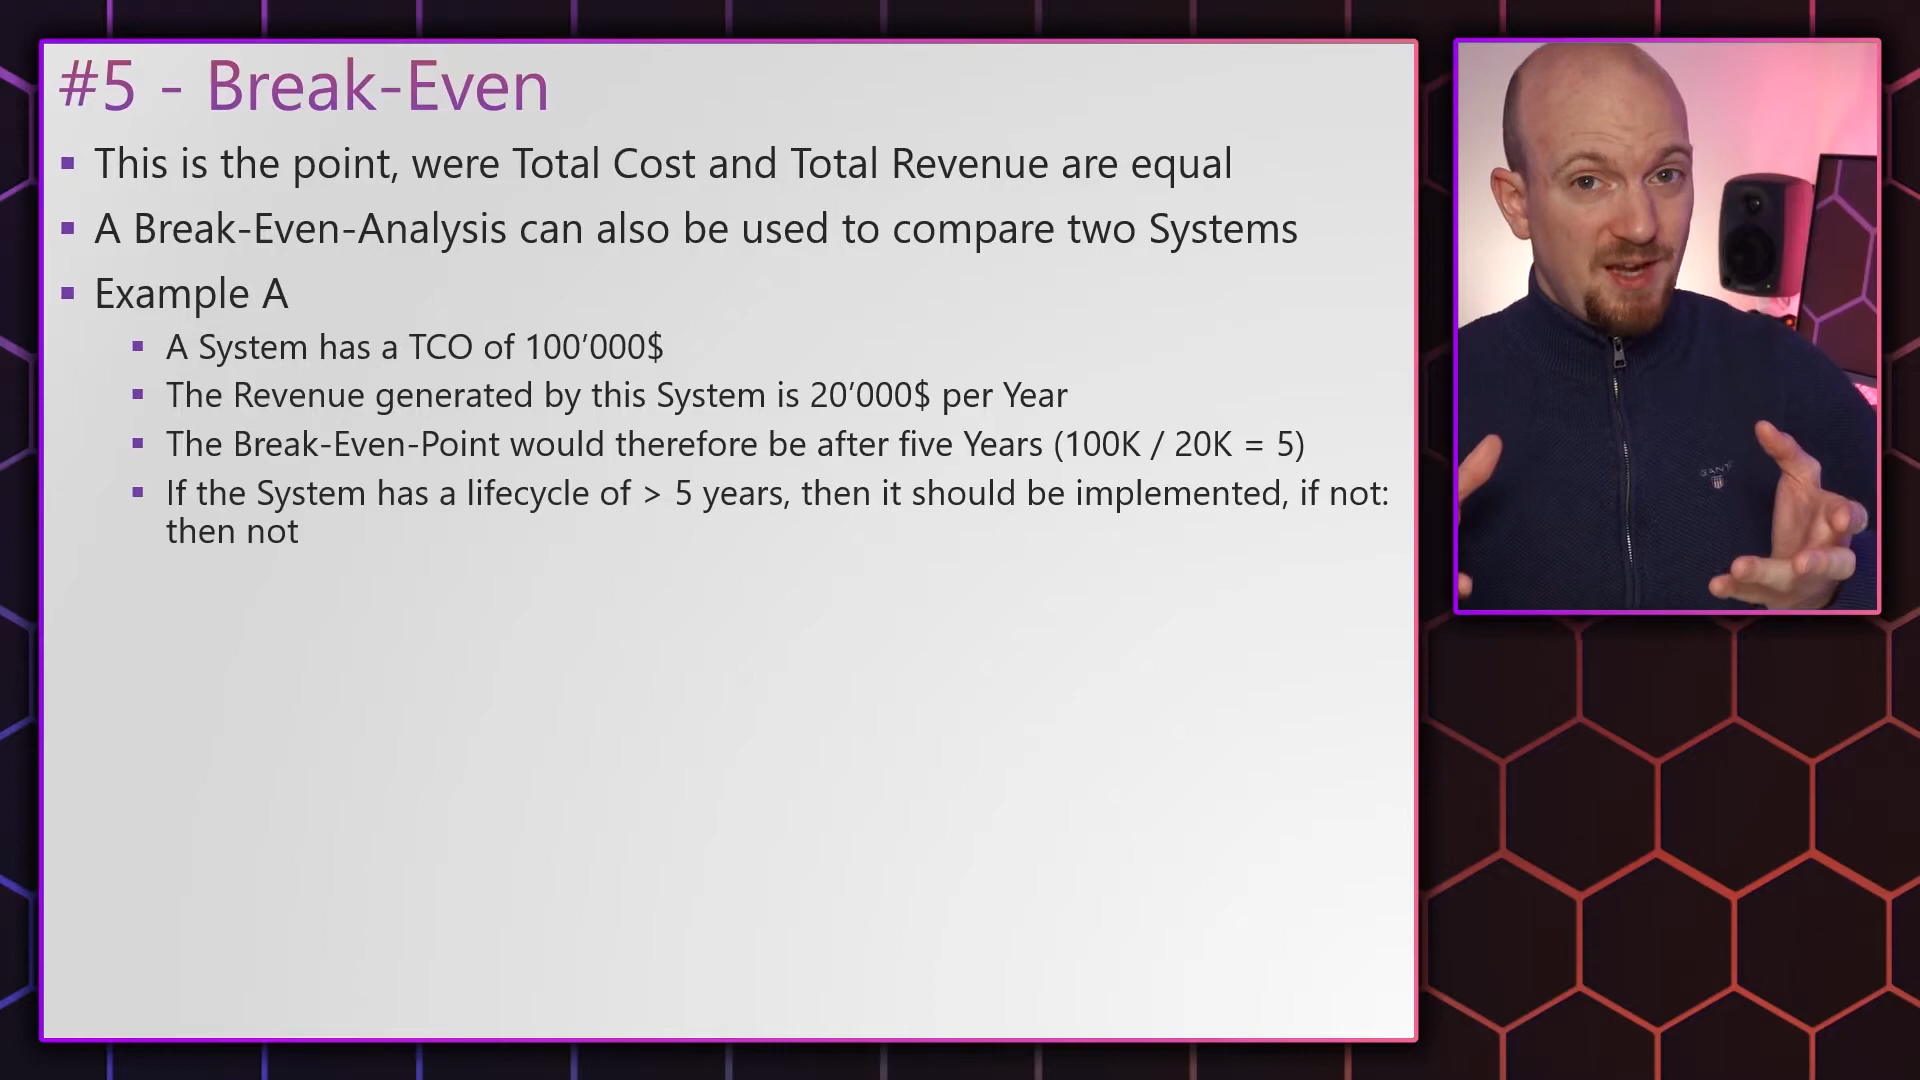 #5 - Break-Even
This is the point, were Total Cost and Total Revenue are equal
A Break-Even-Analysis can also be used to compare two Systems
Example A
A System has a TCO of 100’000$
The Revenue generated by this System is 20’000$ per Year
The Break-Even-Point would therefore be after five Years (100K / 20K = 5)
If the System has a lifecycle of > 5 years, then it should be implemented, if not:
then not
GANT